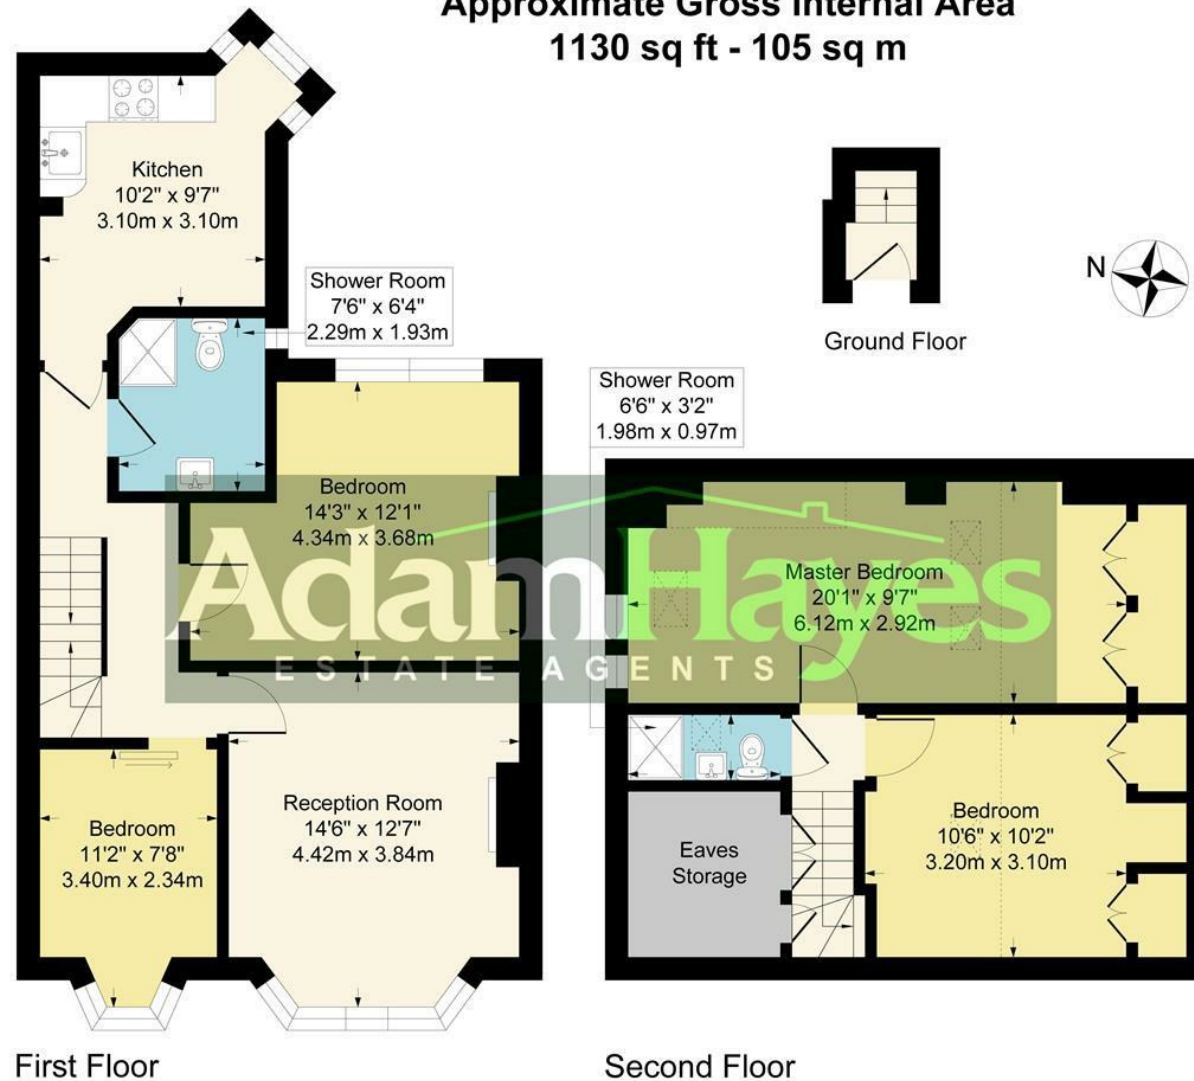 Approximate Gross Internal Area
1130 sq ft - 105 sq m
Kitchen
10'2" x 9'7"
3.10m x 3.10m
Shower Room
7'6" x 6'4"
2.29m x 1.93m
N
Ground Floor
Shower Room
6'6" x 3'2"
1.98m x 0.97m
Bedroom
14'3" x 12'1"
4.34m x 3.68m
Master Bedroom
20'1" x 9'7"
6.12m x 2.92m
AdamHayes
ESTATE AGENTS
Reception Room
14'6" x 12'7"
4.42m x 3.84m
Bedroom
11'2" x 7'8"
3.40m x 2.34m
Eaves
Storage
Bedroom
10'6" x 10'2"
3.20m x 3.10m
First Floor
Second Floor